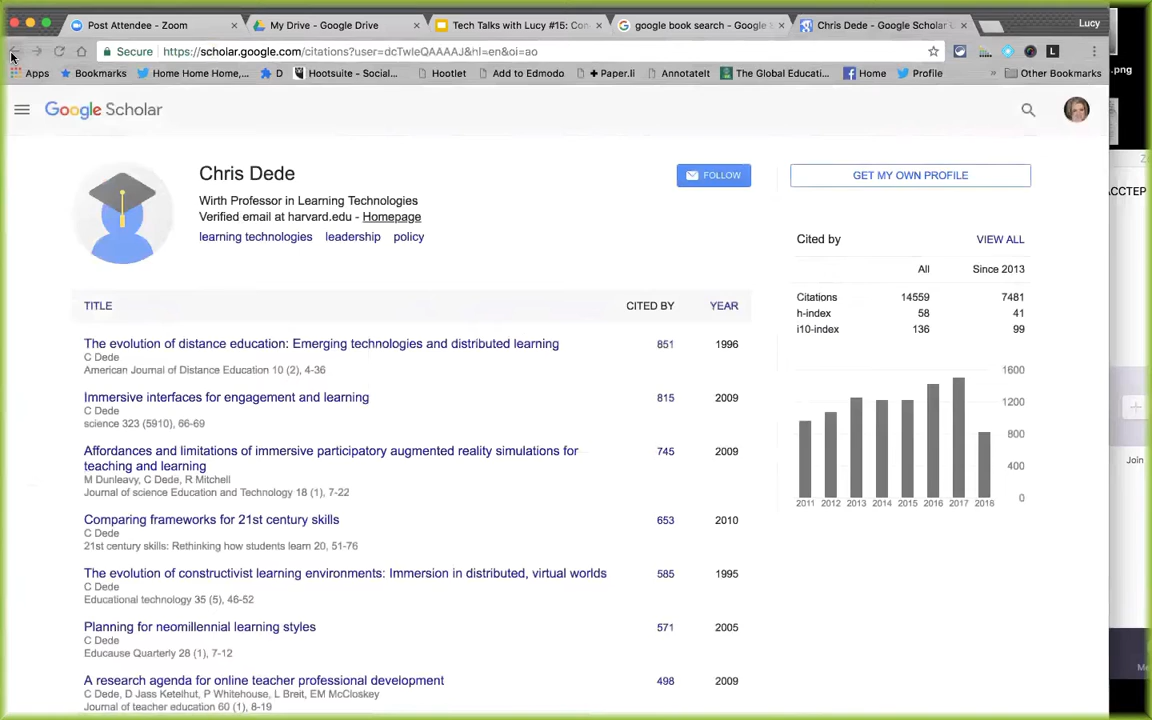 Post Attendee - Zoom
My Drive - Google Drive
Tech Talks with Lucy #15: Con
google book search - Google S
Chris Dede - Google Scholar
Lucy
Secure
https://scholar.google.com/citations?user=dcTwleQAAAAJ&hl=en&oi=ao
L
Apps
Bookmarks
Home Home Home,...
D
Hootsuite - Social...
Hootlet
Add to Edmodo
+ Paper.li
AnnotateIt
The Global Educati...
Home
Profile
»
Other Bookmarks
.png
Google Scholar
Chris Dede
FOLLOW
GET MY OWN PROFILE
Wirth Professor in Learning Technologies
Verified email at harvard.edu - Homepage
learning technologies leadership policy
Cited by VIEW ALL
All Since 2013
Citations 14559 7481
h-index 58 41
i10-index 136 99
TITLE CITED BY YEAR
The evolution of distance education: Emerging technologies and distributed learning 851 1996
C Dede
American Journal of Distance Education 10 (2), 4-36
Immersive interfaces for engagement and learning 815 2009
C Dede
science 323 (5910), 66-69
Affordances and limitations of immersive participatory augmented reality simulations for 745 2009
teaching and learning
M Dunleavy, C Dede, R Mitchell
Journal of science Education and Technology 18 (1), 7-22
Comparing frameworks for 21st century skills 653 2010
C Dede
21st century skills: Rethinking how students learn 20, 51-76
The evolution of constructivist learning environments: Immersion in distributed, virtual worlds 585 1995
C Dede
Educational technology 35 (5), 46-52
Planning for neomillennial learning styles 571 2005
C Dede
Educause Quarterly 28 (1), 7-12
A research agenda for online teacher professional development 498 2009
C Dede, D Jass Ketelhut, P Whitehouse, L Breit, EM McCloskey
Journal of teacher education 60 (1), 8-19
1600
1200
800
400
0
2011 2012 2013 2014 2015 2016 2017 2018
CCTEP
Join